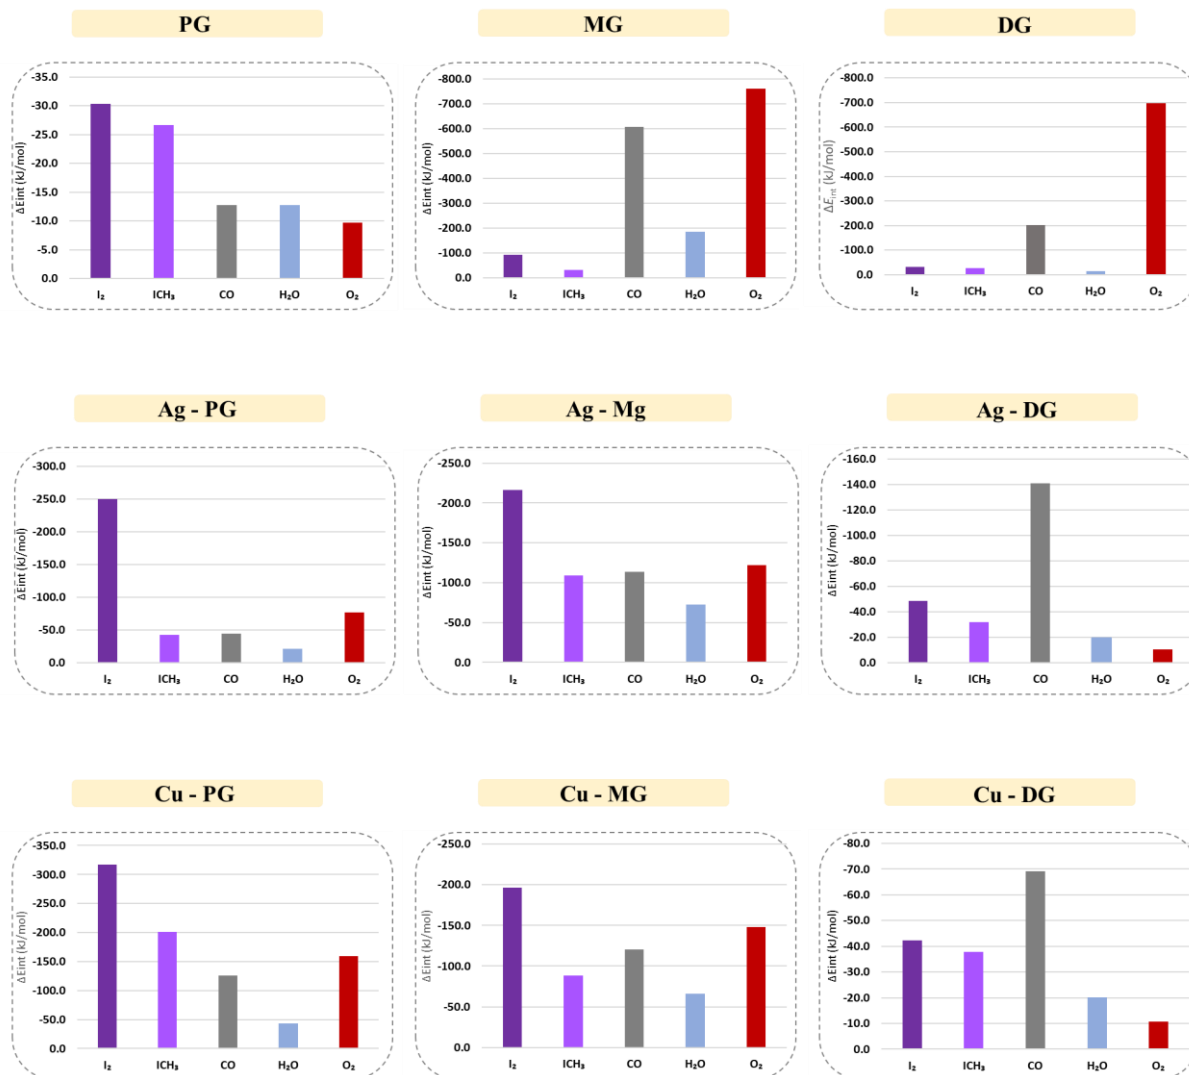 PG
MG
DG
-35.0
-30.0
-25.0
-20.0
-15.0
-10.0
-5.0
0.0
ΔEint (kJ/mol)
I₂ ICH₃ CO H₂O O₂
-800.0
-700.0
-600.0
-500.0
-400.0
-300.0
-200.0
-100.0
0.0
ΔEint (kJ/mol)
I₂ ICH₃ CO H₂O O₂
-800.0
-700.0
-600.0
-500.0
-400.0
-300.0
-200.0
-100.0
0.0
ΔEint (kJ/mol)
I₂ ICH₃ CO H₂O O₂
Ag - PG
Ag - Mg
Ag - DG
-300.0
-250.0
-200.0
-150.0
-100.0
-50.0
0.0
ΔEint (kJ/mol)
I₂ ICH₃ CO H₂O O₂
-250.0
-200.0
-150.0
-100.0
-50.0
0.0
ΔEint (kJ/mol)
I₂ ICH₃ CO H₂O O₂
-160.0
-140.0
-120.0
-100.0
-80.0
-60.0
-40.0
-20.0
0.0
ΔEint (kJ/mol)
I₂ ICH₃ CO H₂O O₂
Cu - PG
Cu - MG
Cu - DG
-350.0
-300.0
-250.0
-200.0
-150.0
-100.0
-50.0
0.0
ΔEint (kJ/mol)
I₂ ICH₃ CO H₂O O₂
-250.0
-200.0
-150.0
-100.0
-50.0
0.0
ΔEint (kJ/mol)
I₂ ICH₃ CO H₂O O₂
-80.0
-70.0
-60.0
-50.0
-40.0
-30.0
-20.0
-10.0
0.0
ΔEint (kJ/mol)
I₂ ICH₃ CO H₂O O₂